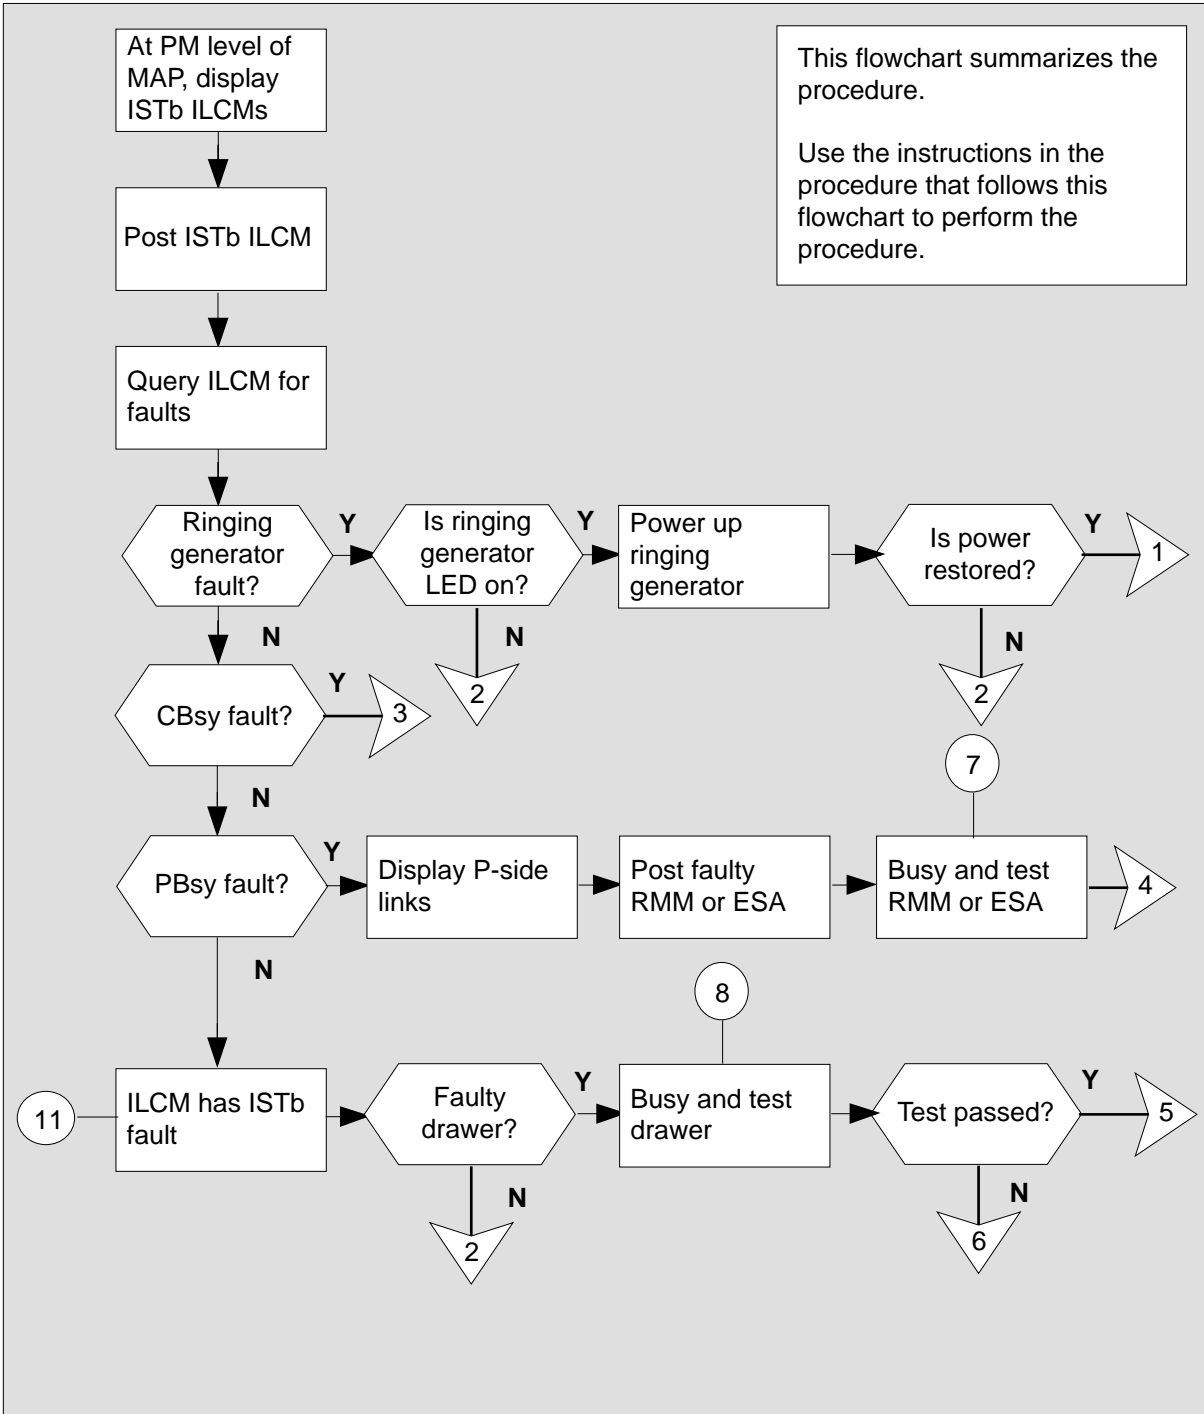 At PM level of
MAP, display
ISTb ILCMs
This flowchart summarizes the
procedure.
Use the instructions in the
procedure that follows this
flowchart to perform the
procedure.
Post ISTb ILCM
Query ILCM for
faults
Ringing
generator
fault?
Y
Is ringing
generator
LED on?
Y
Power up
ringing
generator
Is power
restored?
Y
1
N
N
2
N
2
CBsy fault?
Y
3
N
7
PBsy fault?
Y
Display P-side
links
Post faulty
RMM or ESA
Busy and test
RMM or ESA
4
N
8
11
ILCM has ISTb
fault
Faulty
drawer?
Y
Busy and test
drawer
Test passed?
Y
5
N
2
N
6